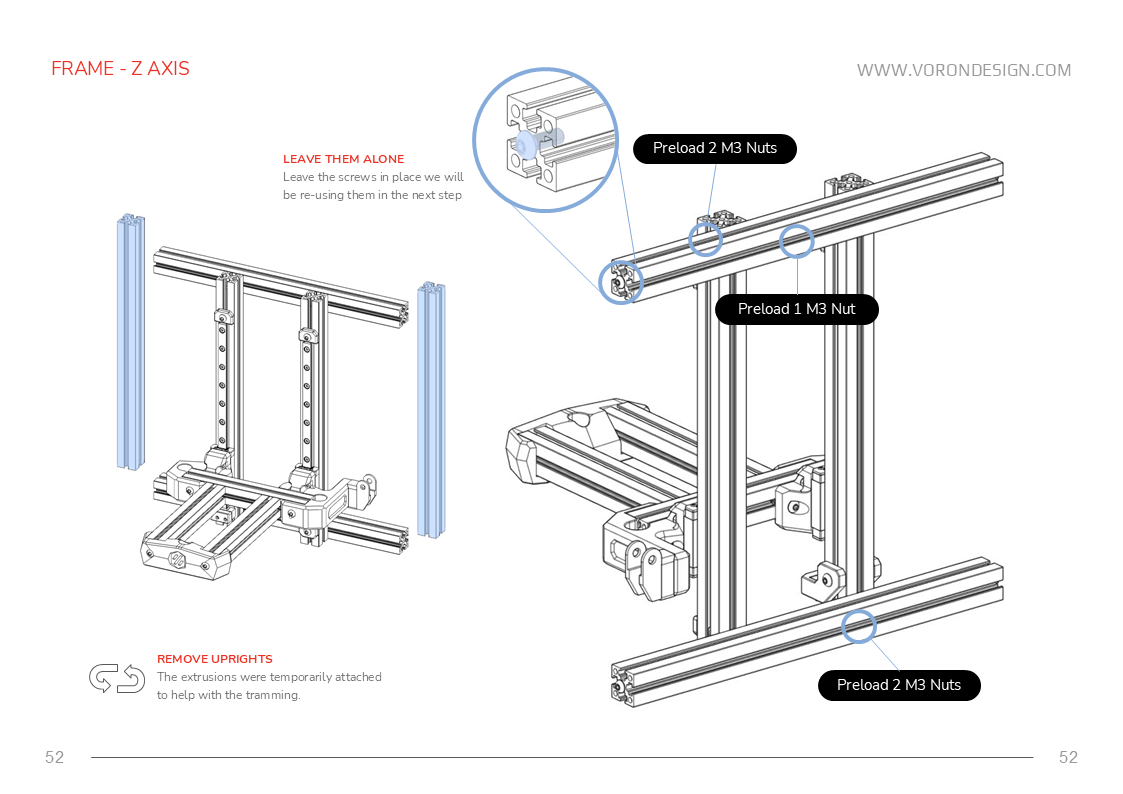 FRAME - Z AXIS
WWW.VORONDESIGN.COM
LEAVE THEM ALONE
Leave the screws in place we will
be re-using them in the next step
Preload 2 M3 Nuts
Preload 1 M3 Nut
REMOVE UPRIGHTS
The extrusions were temporarily attached
to help with the tramming.
Preload 2 M3 Nuts
52
52